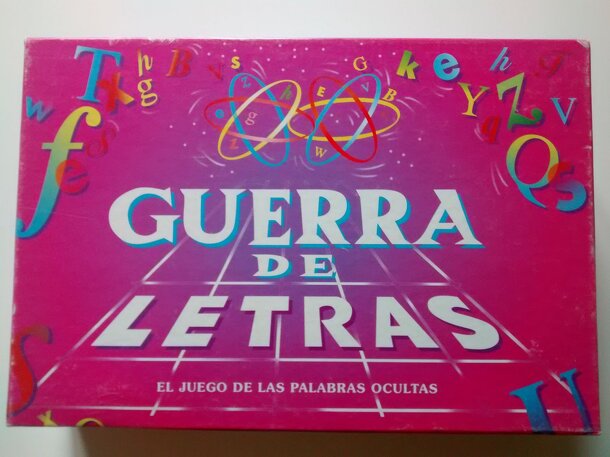 GUERRA
DE
LETRAS
EL JUEGO DE LAS PALABRAS OCULTAS